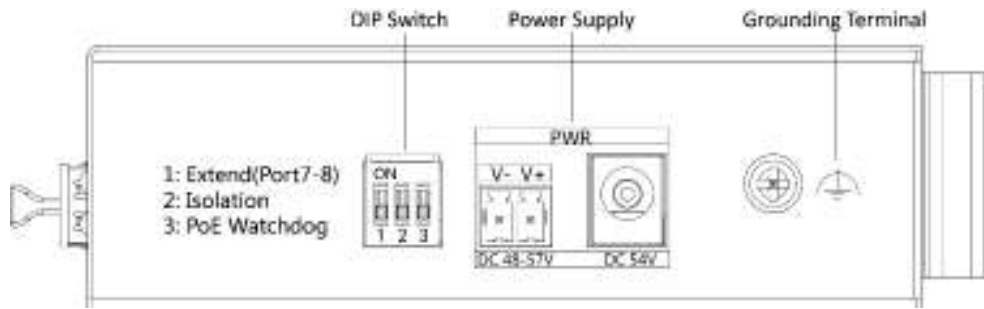 DIP Switch
Power Supply
Grounding Terminal
PWR
1: Extend(Port7-8)
2: Isolation
3: PoE Watchdog
ON
1 2 3
V- V+
DC 48-57V
DC 54V